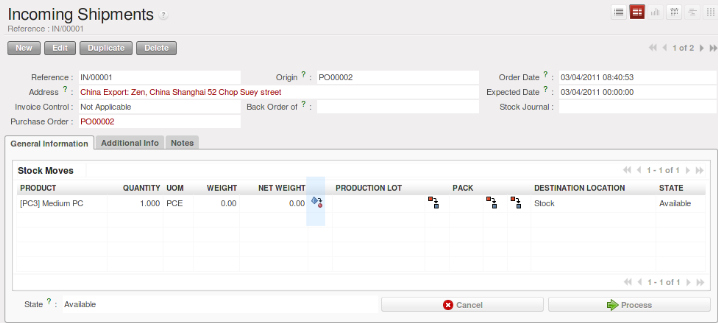 Incoming Shipments ?
Reference : IN/00001
New Edit Duplicate Delete 1 of 2
Reference : IN/00001 Origin ? : PO00002 Order Date ? : 03/04/2011 08:40:53
Address ? : China Export: Zen, China Shanghai 52 Chop Suey street Expected Date ? : 03/04/2011 00:00:00
Invoice Control : Not Applicable Back Order of ? : Stock Journal :
Purchase Order : PO00002
General Information Additional Info Notes
Stock Moves 1 - 1 of 1
PRODUCT QUANTITY UOM WEIGHT NET WEIGHT PRODUCTION LOT PACK DESTINATION LOCATION STATE
[PC3] Medium PC 1.000 PCE 0.00 0.00 Stock Available
1 - 1 of 1
State ? : Available Cancel Process